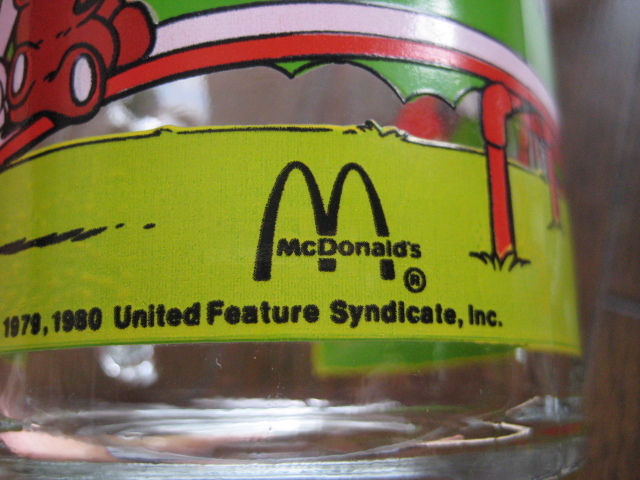 McDonald's
®
1979, 1980 United Feature Syndicate, Inc.